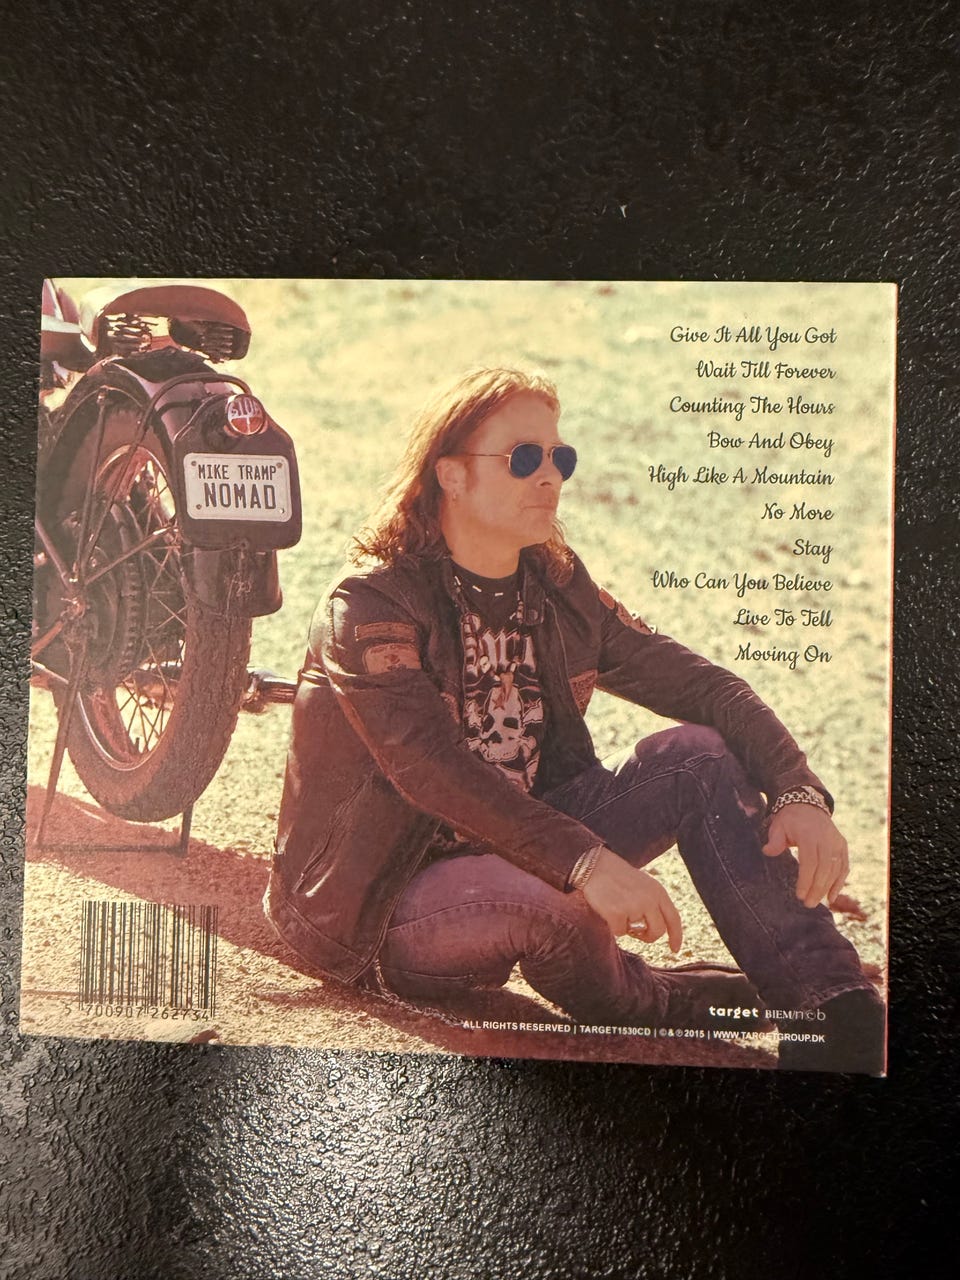 Give It All You Got
Wait Till Forever
Counting The Hours
Bow And Obey
High Like A Mountain
No More
Stay
Who Can You Believe
Live To Tell
Moving On
STOP
MIKE TRAMP
NOMAD
5 700907 262734
target BIEM/ncb
ALL RIGHTS RESERVED | TARGET1530CD | ©&℗2015 | WWW.TARGETGROUP.DK